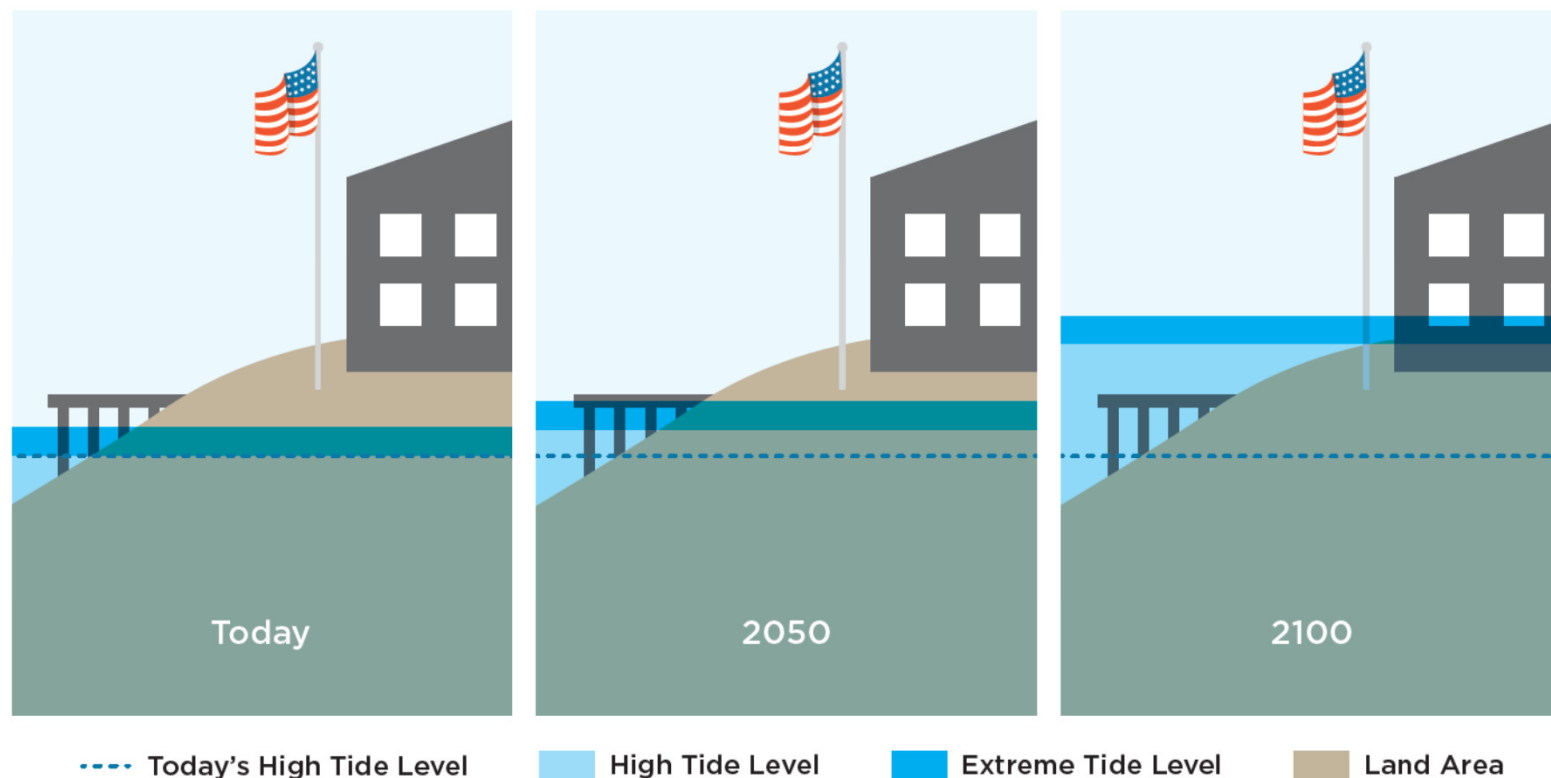 Today
2050
2100
Today's High Tide Level
High Tide Level
Extreme Tide Level
Land Area